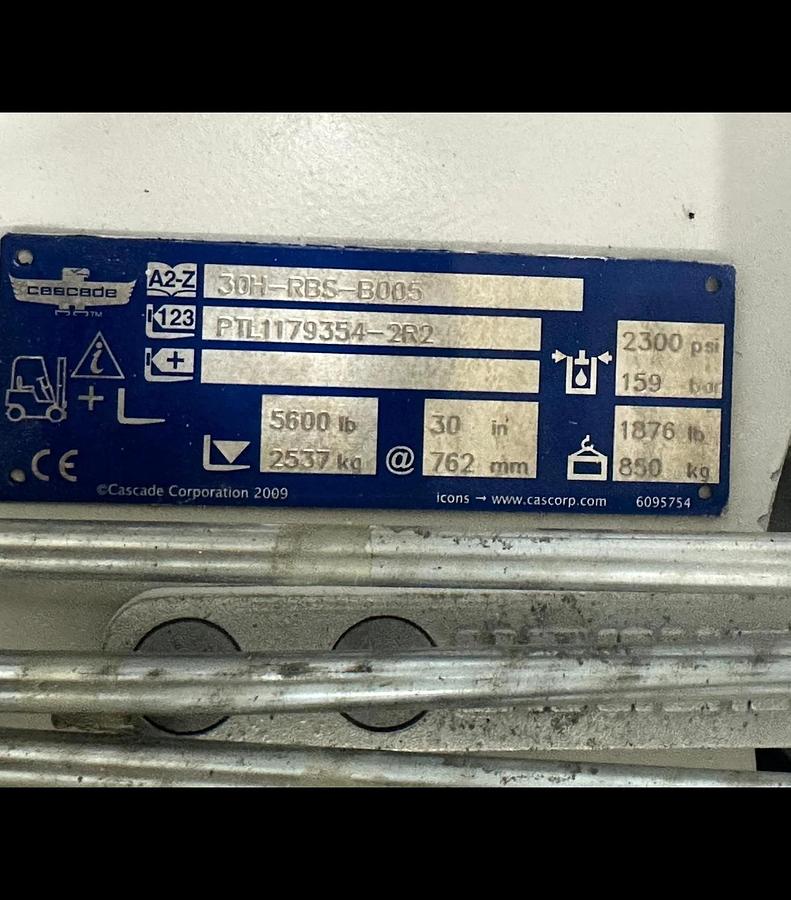 cascade
TM
A2-Z 30H-RBS-B005
123 PTL1179354-2R2
2300 psi
159 bar
5600 lb
2537 kg
@
30 in
762 mm
1876 lb
850 kg
CE
©Cascade Corporation 2009
icons → www.cascorp.com
6095754